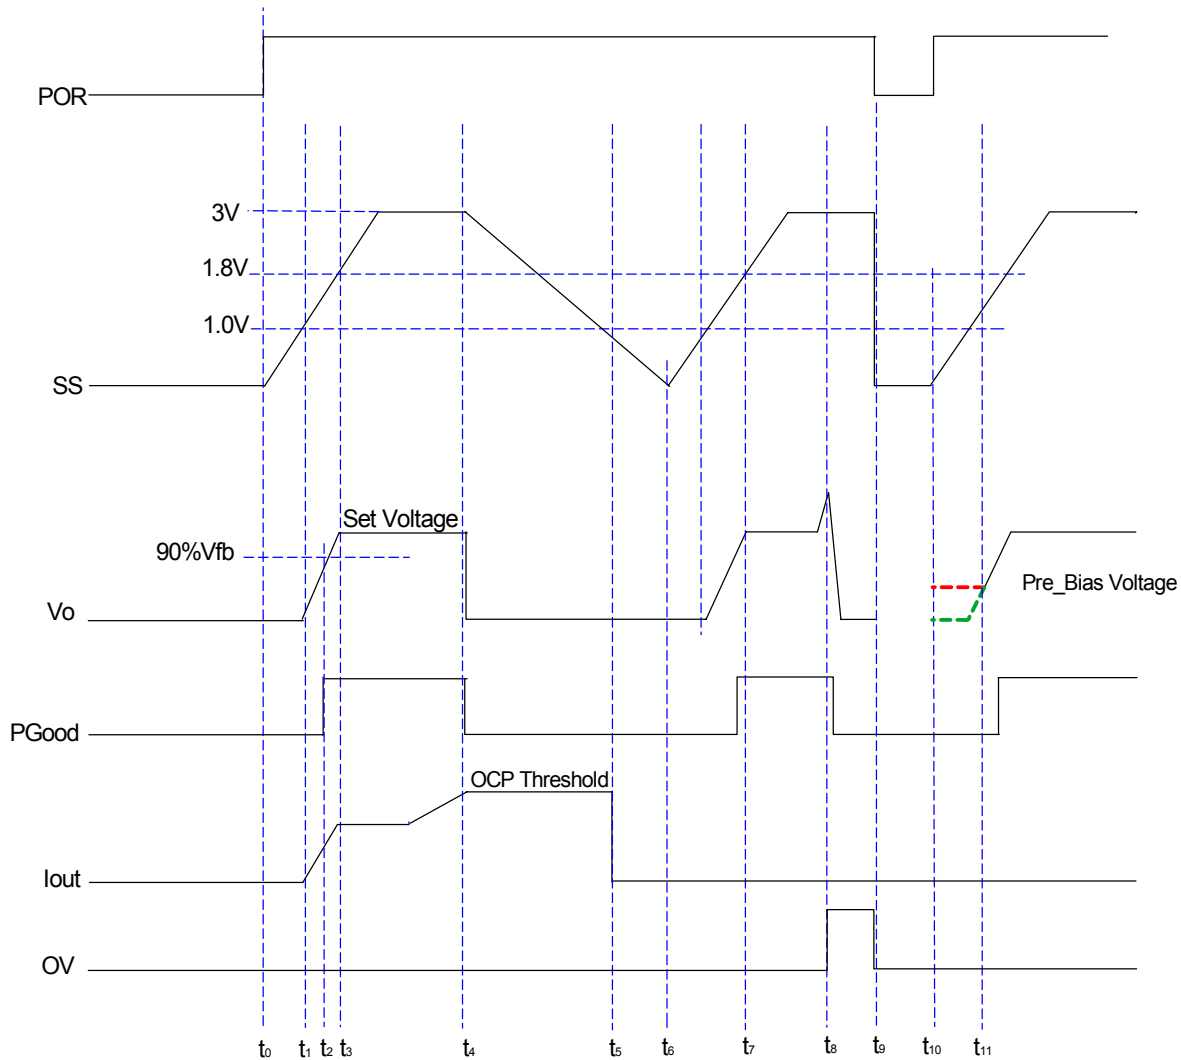 POR
3V
1.8V
1.0V
SS
Set Voltage
90%Vfb
Pre_Bias Voltage
Vo
PGood
OCP Threshold
Iout
OV
t0 t1 t2 t3 t4 t5 t6 t7 t8 t9 t10 t11